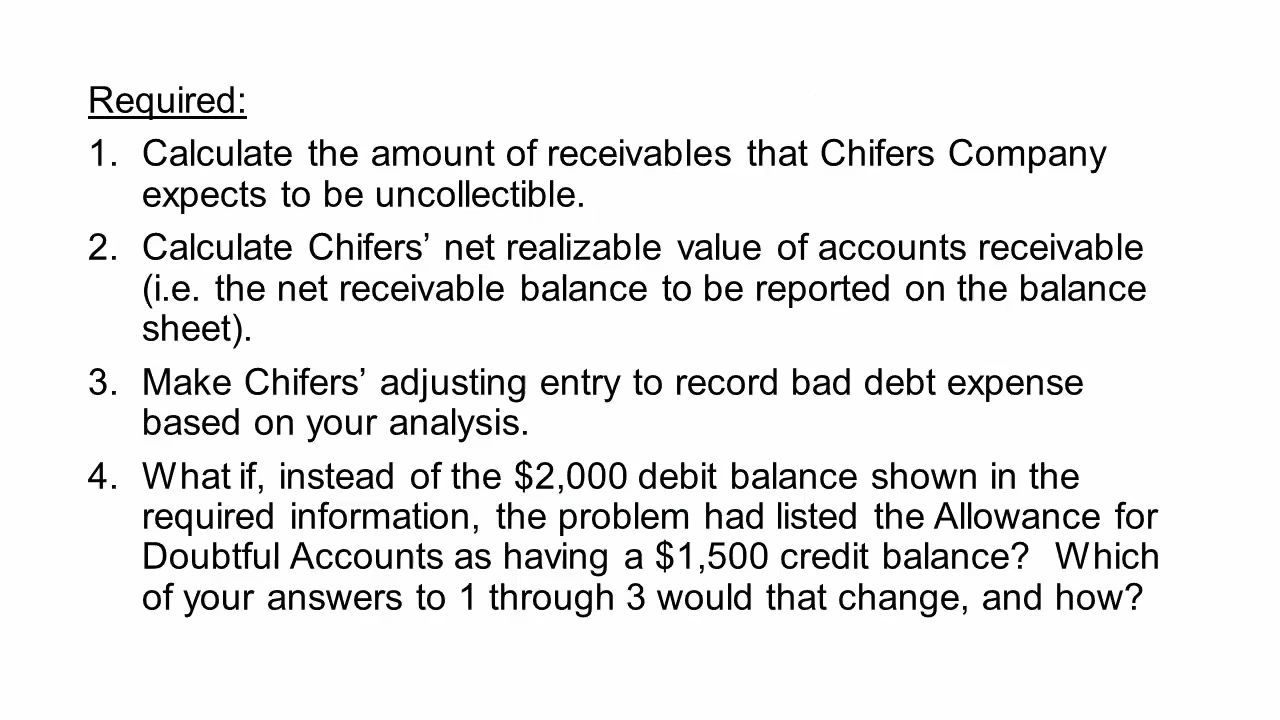 Required:
1. Calculate the amount of receivables that Chifers Company
expects to be uncollectible.
2. Calculate Chifers’ net realizable value of accounts receivable
(i.e. the net receivable balance to be reported on the balance
sheet).
3. Make Chifers’ adjusting entry to record bad debt expense
based on your analysis.
4. What if, instead of the $2,000 debit balance shown in the
required information, the problem had listed the Allowance for
Doubtful Accounts as having a $1,500 credit balance? Which
of your answers to 1 through 3 would that change, and how?